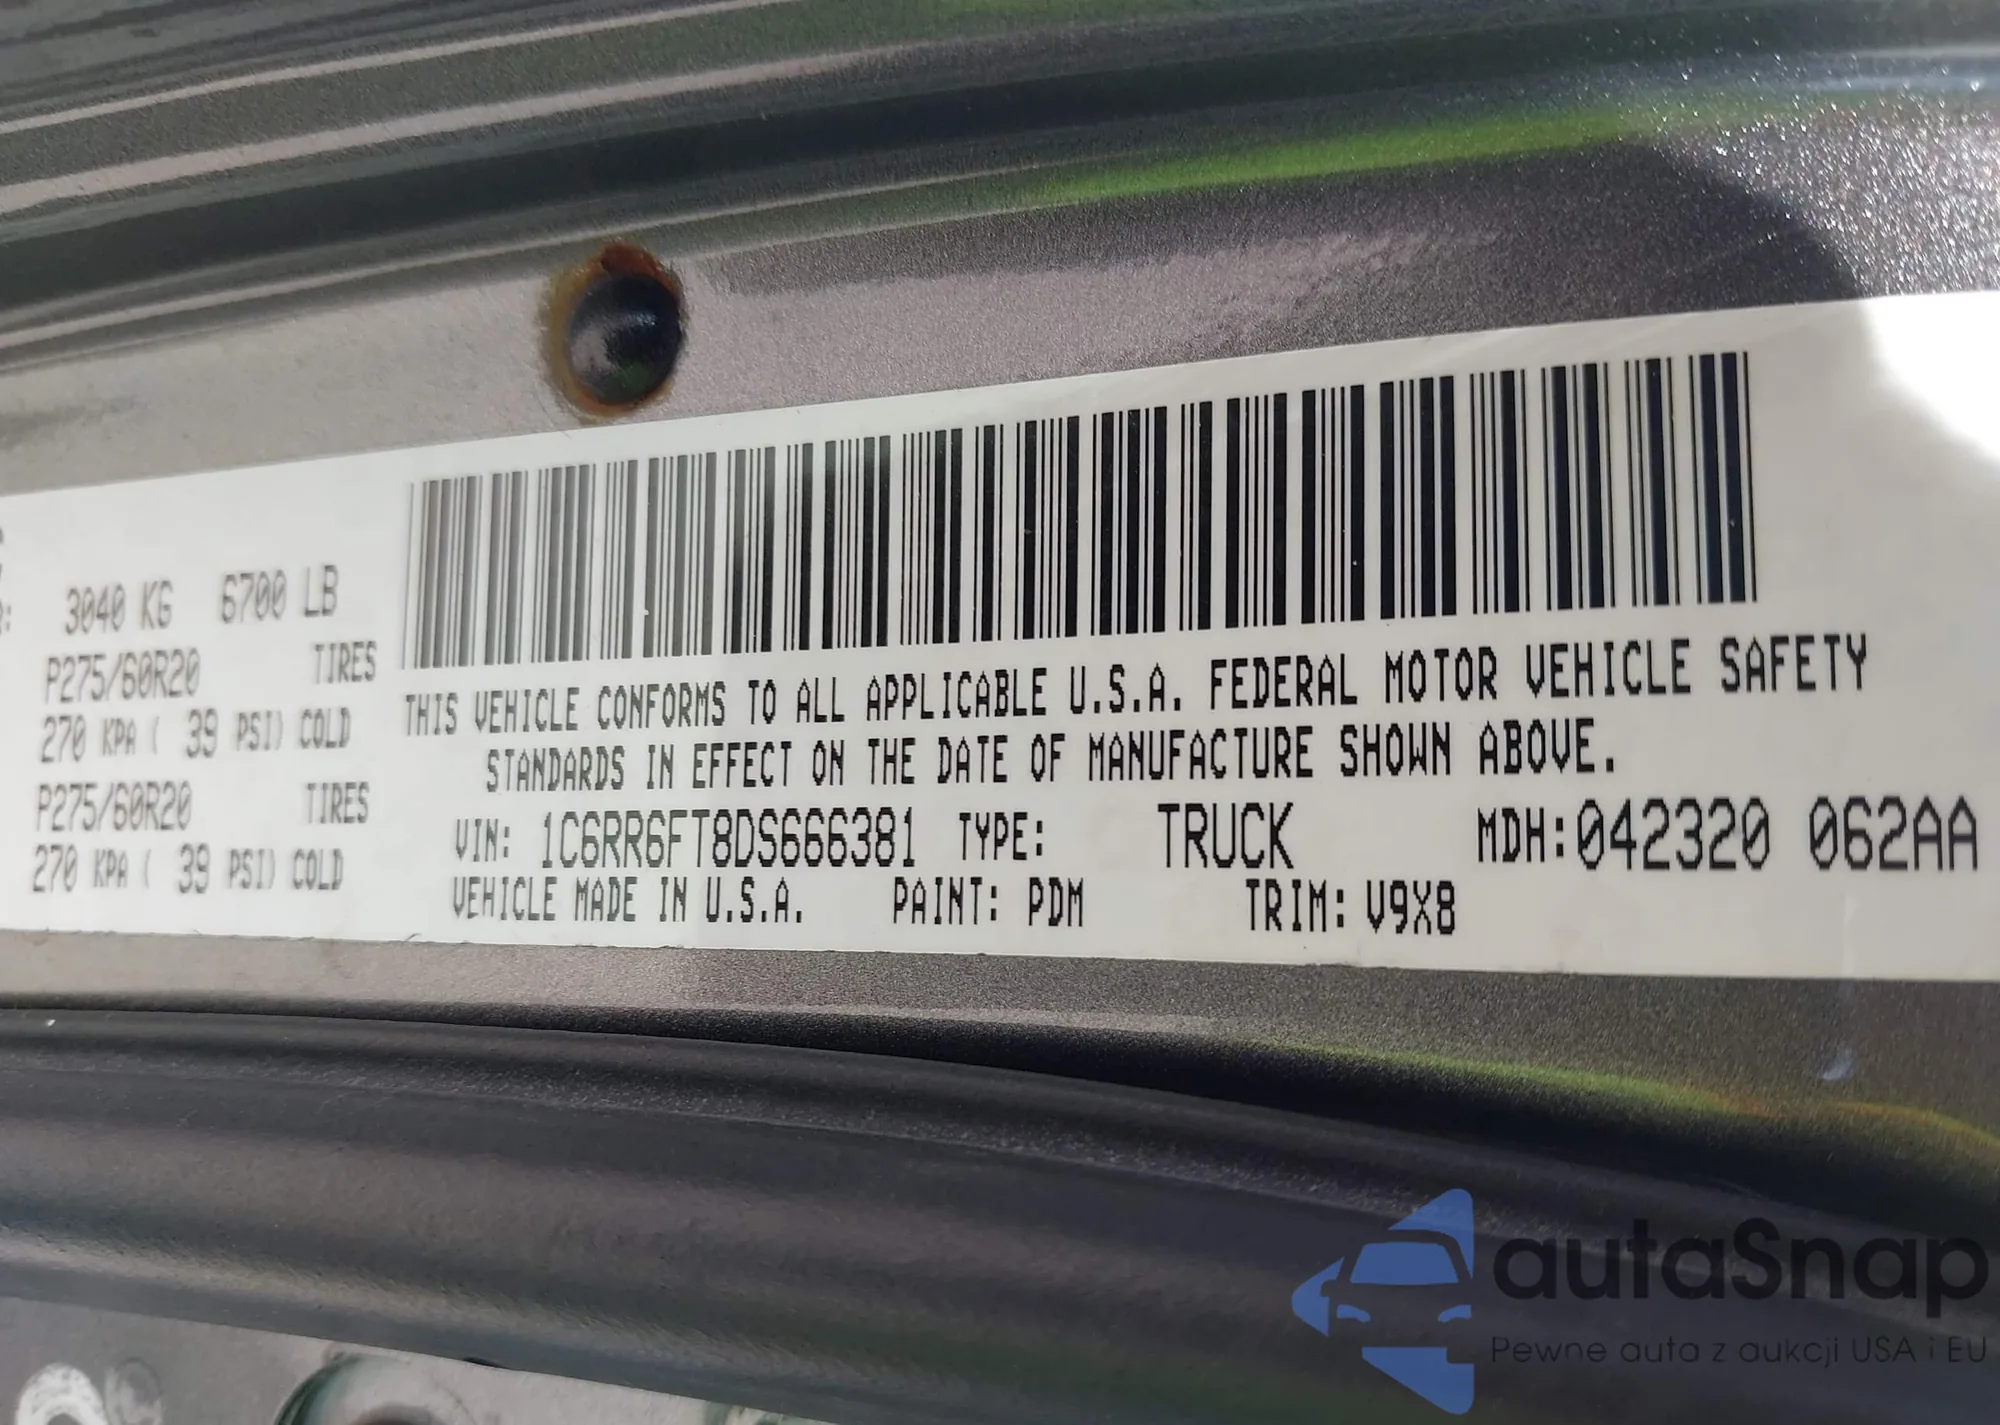 3040 KG 6700 LB
P275/60R20 TIRES
270 KPA ( 39 PSI) COLD
P275/60R20 TIRES
270 KPA ( 39 PSI) COLD
THIS VEHICLE CONFORMS TO ALL APPLICABLE U.S.A. FEDERAL MOTOR VEHICLE SAFETY
STANDARDS IN EFFECT ON THE DATE OF MANUFACTURE SHOWN ABOVE.
VIN: 1C6RR6FT8DS666381 TYPE: TRUCK MDH:042320 062AA
VEHICLE MADE IN U.S.A. PAINT: PDM TRIM: V9X8
autaSnap
Pewne auta z aukcji USA i EU